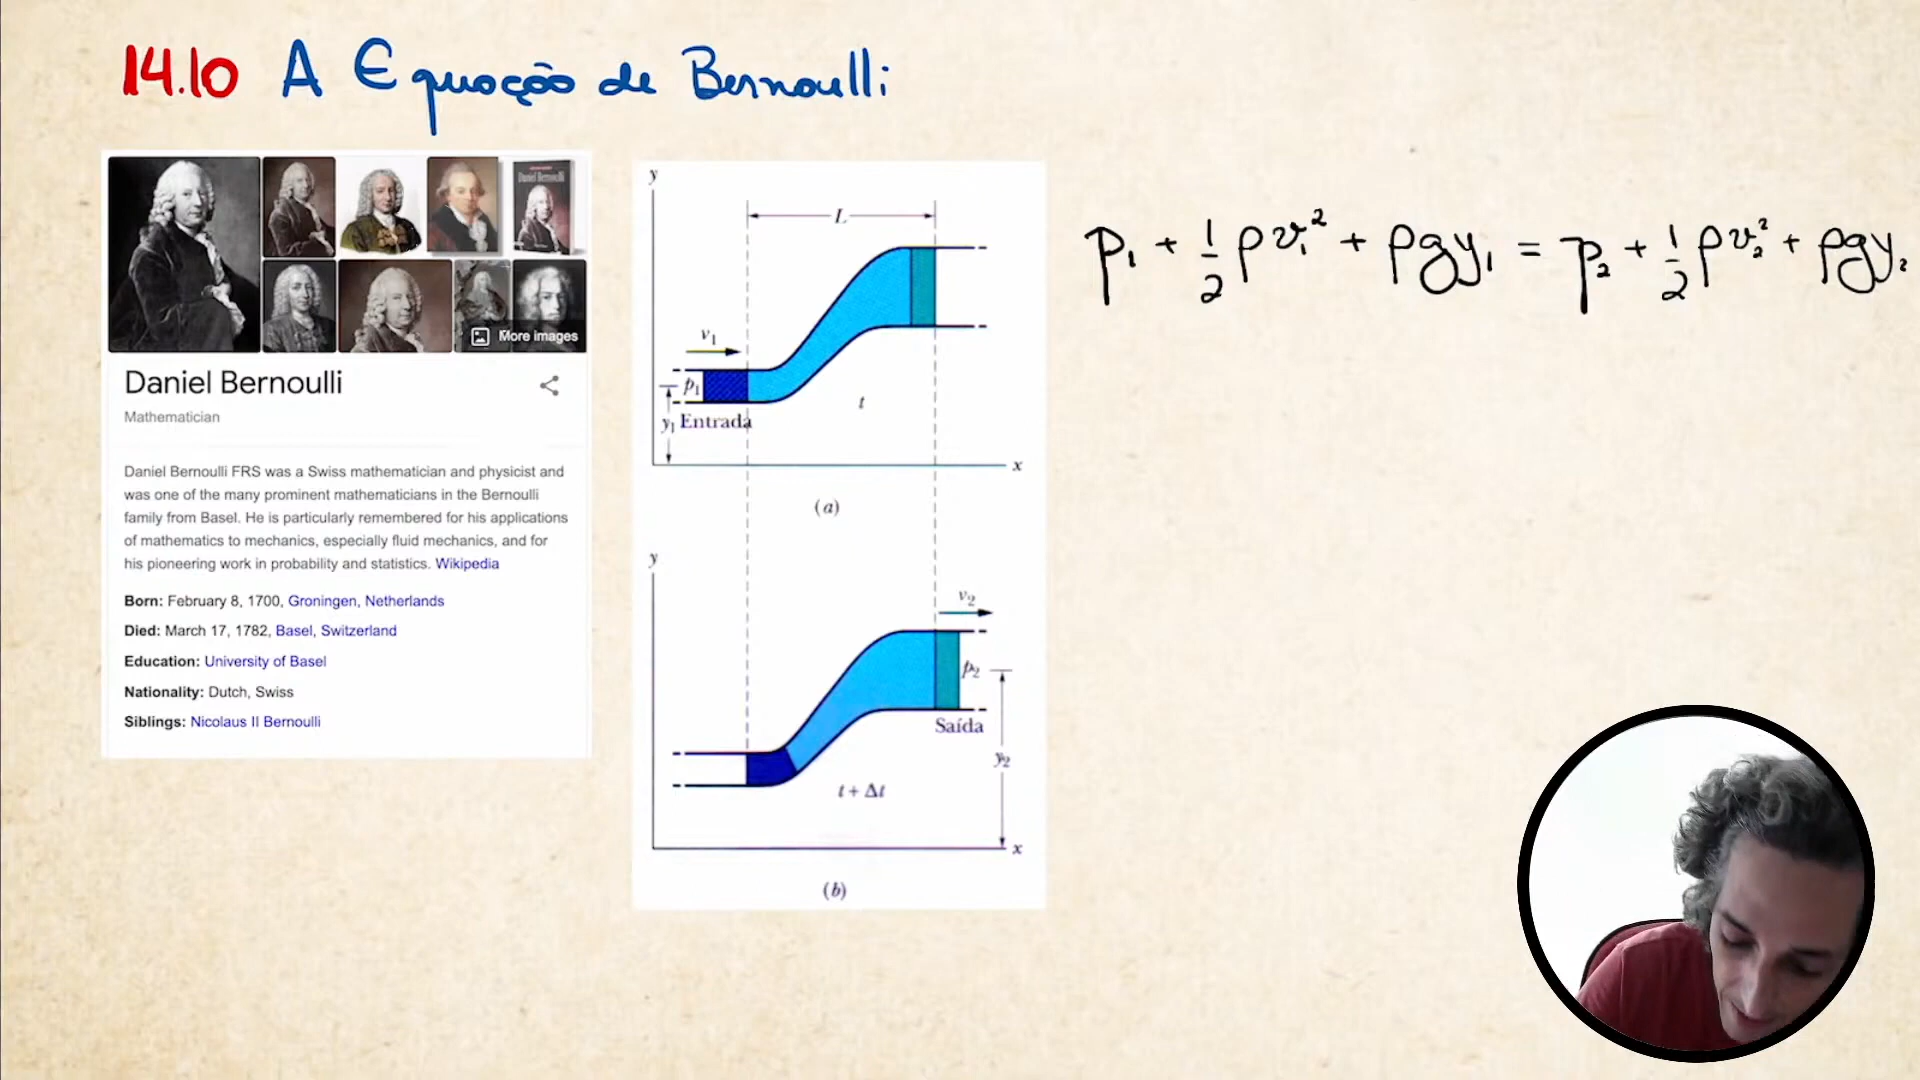 14.10 A Equação de Bernoulli
Daniel Bernoulli
More images
Daniel Bernoulli
Mathematician
Daniel Bernoulli FRS was a Swiss mathematician and physicist and
was one of the many prominent mathematicians in the Bernoulli
family from Basel. He is particularly remembered for his applications
of mathematics to mechanics, especially fluid mechanics, and for
his pioneering work in probability and statistics. Wikipedia
Born: February 8, 1700, Groningen, Netherlands
Died: March 17, 1782, Basel, Switzerland
Education: University of Basel
Nationality: Dutch, Swiss
Siblings: Nicolaus II Bernoulli
y
L
v₁
p₁
t
y₁ Entrada
x
(a)
y
v₂
p₂
Saída
y₂
t + Δt
x
(b)
p₁ + 1/2 ρv₁² + ρgy₁ = p₂ + 1/2 ρv₂² + ρgy₂